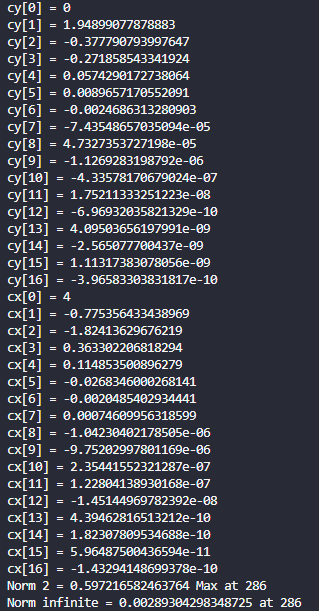 cy[0] = 0
cy[1] = 1.94899077878883
cy[2] = -0.377790793997647
cy[3] = -0.271858543341924
cy[4] = 0.0574290172738064
cy[5] = 0.0089657170552091
cy[6] = -0.0024686313280903
cy[7] = -7.43548657035094e-05
cy[8] = 4.7327353727198e-05
cy[9] = -1.1269283198792e-06
cy[10] = -4.33578170679024e-07
cy[11] = 1.75211333251223e-08
cy[12] = -6.96932035821329e-10
cy[13] = 4.09503656197991e-09
cy[14] = -2.565077700437e-09
cy[15] = 1.11317383078056e-09
cy[16] = -3.96583303831817e-10
cx[0] = 4
cx[1] = -0.775356433438969
cx[2] = -1.82413629676219
cx[3] = 0.363302206818294
cx[4] = 0.114853500896279
cx[5] = -0.0268346000268141
cx[6] = -0.0020485402934441
cx[7] = 0.00074609956318599
cx[8] = -1.04230402178505e-06
cx[9] = -9.75202997801169e-06
cx[10] = 2.35441552321287e-07
cx[11] = 1.22804138930168e-07
cx[12] = -1.45144969782392e-08
cx[13] = 4.39462816513212e-10
cx[14] = 1.82307809534688e-10
cx[15] = 5.96487500436594e-11
cx[16] = -1.43294148699378e-10
Norm 2 = 0.597216582463764 Max at 286
Norm infinite = 0.00289304298348725 at 286